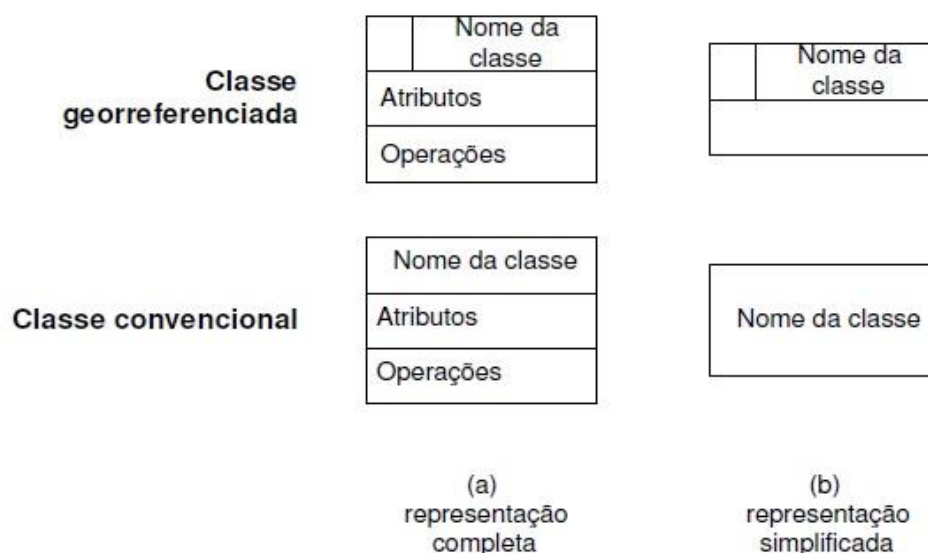 Nome da
classe
Nome da
classe
Classe
georreferenciada
Atributos
Operações
Nome da classe
Classe convencional
Atributos
Nome da classe
Operações
(a)
representação
completa
(b)
representação
simplificada